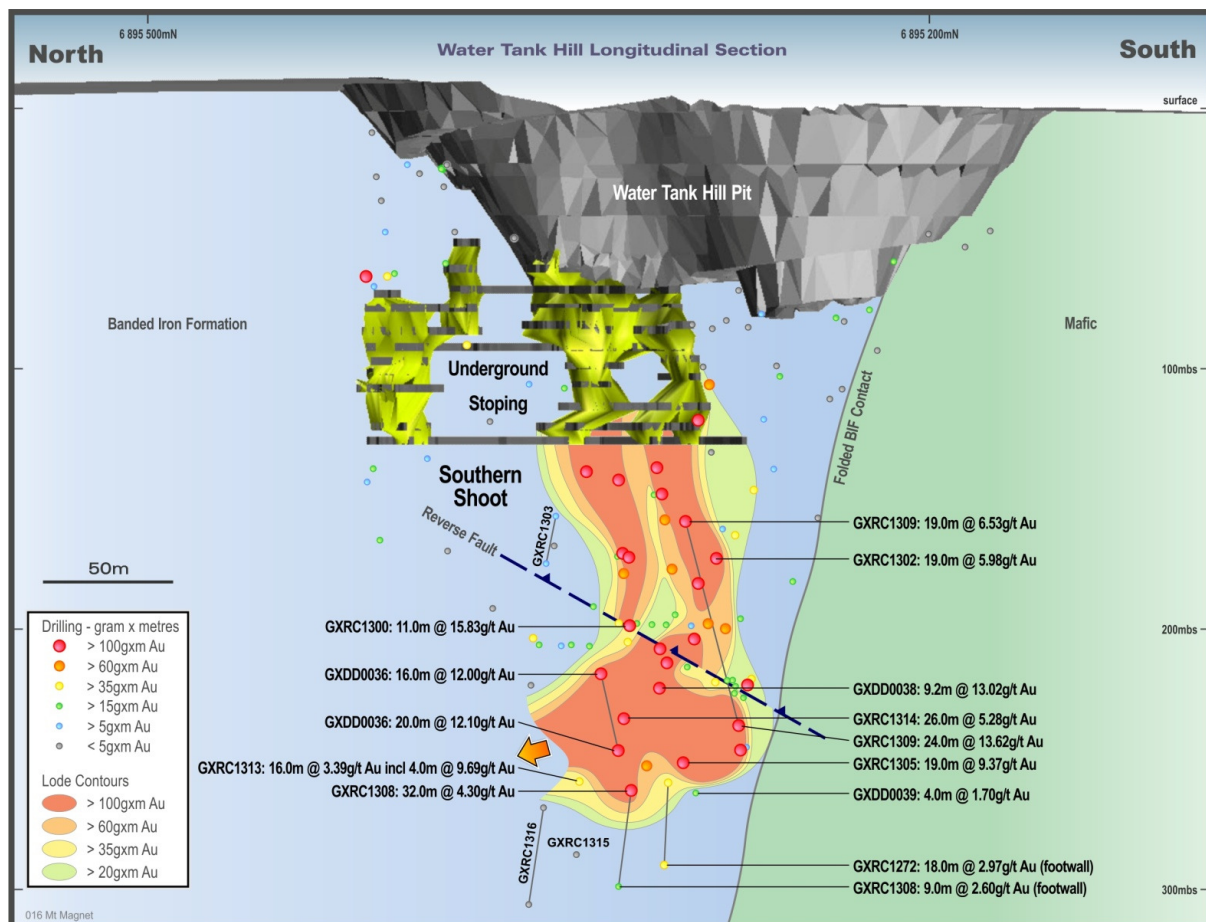 6 895 500mN
6 895 200mN
North
Water Tank Hill Longitudinal Section
South
surface
Water Tank Hill Pit
Banded Iron Formation
Mafic
Underground
Stoping
100mbs
Folded BIF Contact
Southern
Shoot
Reverse Fault
GXRC1303
GXRC1309: 19.0m @ 6.53g/t Au
GXRC1302: 19.0m @ 5.98g/t Au
50m
Drilling - gram x metres
> 100gxm Au
> 60gxm Au
> 35gxm Au
> 15gxm Au
> 5gxm Au
< 5gxm Au
Lode Contours
> 100gxm Au
> 60gxm Au
> 35gxm Au
> 20gxm Au
GXRC1300: 11.0m @ 15.83g/t Au
200mbs
GXDD0036: 16.0m @ 12.00g/t Au
GXDD0038: 9.2m @ 13.02g/t Au
GXDD0036: 20.0m @ 12.10g/t Au
GXRC1314: 26.0m @ 5.28g/t Au
GXRC1309: 24.0m @ 13.62g/t Au
GXRC1313: 16.0m @ 3.39g/t Au incl 4.0m @ 9.69g/t Au
GXRC1305: 19.0m @ 9.37g/t Au
GXRC1308: 32.0m @ 4.30g/t Au
GXDD0039: 4.0m @ 1.70g/t Au
GXRC1316
GXRC1315
GXRC1272: 18.0m @ 2.97g/t Au (footwall)
GXRC1308: 9.0m @ 2.60g/t Au (footwall)
300mbs
016 Mt Magnet